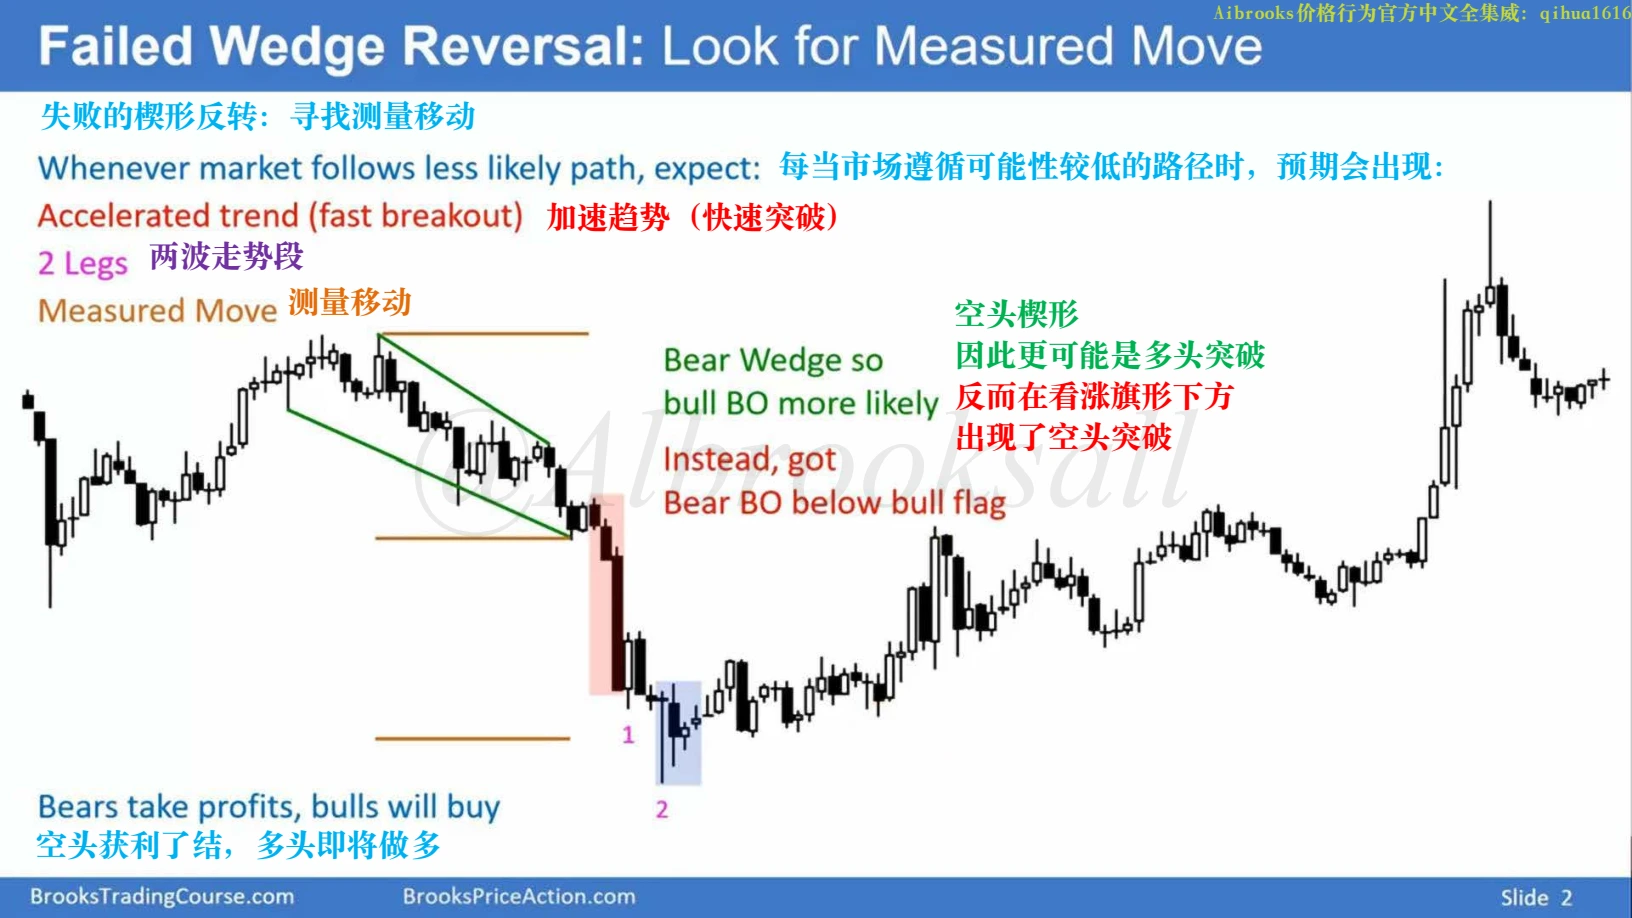 Aibrooks价格行为官方中文全集威：qihua1616
Failed Wedge Reversal: Look for Measured Move
失败的楔形反转：寻找测量移动
Whenever market follows less likely path, expect: 每当市场遵循可能性较低的路径时，预期会出现：
Accelerated trend (fast breakout) 加速趋势（快速突破）
2 Legs 两波走势段
Measured Move 测量移动
Bear Wedge so
bull BO more likely
Instead, got
Bear BO below bull flag
空头楔形
因此更可能是多头突破
反而在看涨旗形下方
出现了空头突破
@Albrooksall
1
2
Bears take profits, bulls will buy
空头获利了结，多头即将做多
BrooksTradingCourse.com BrooksPriceAction.com Slide 2